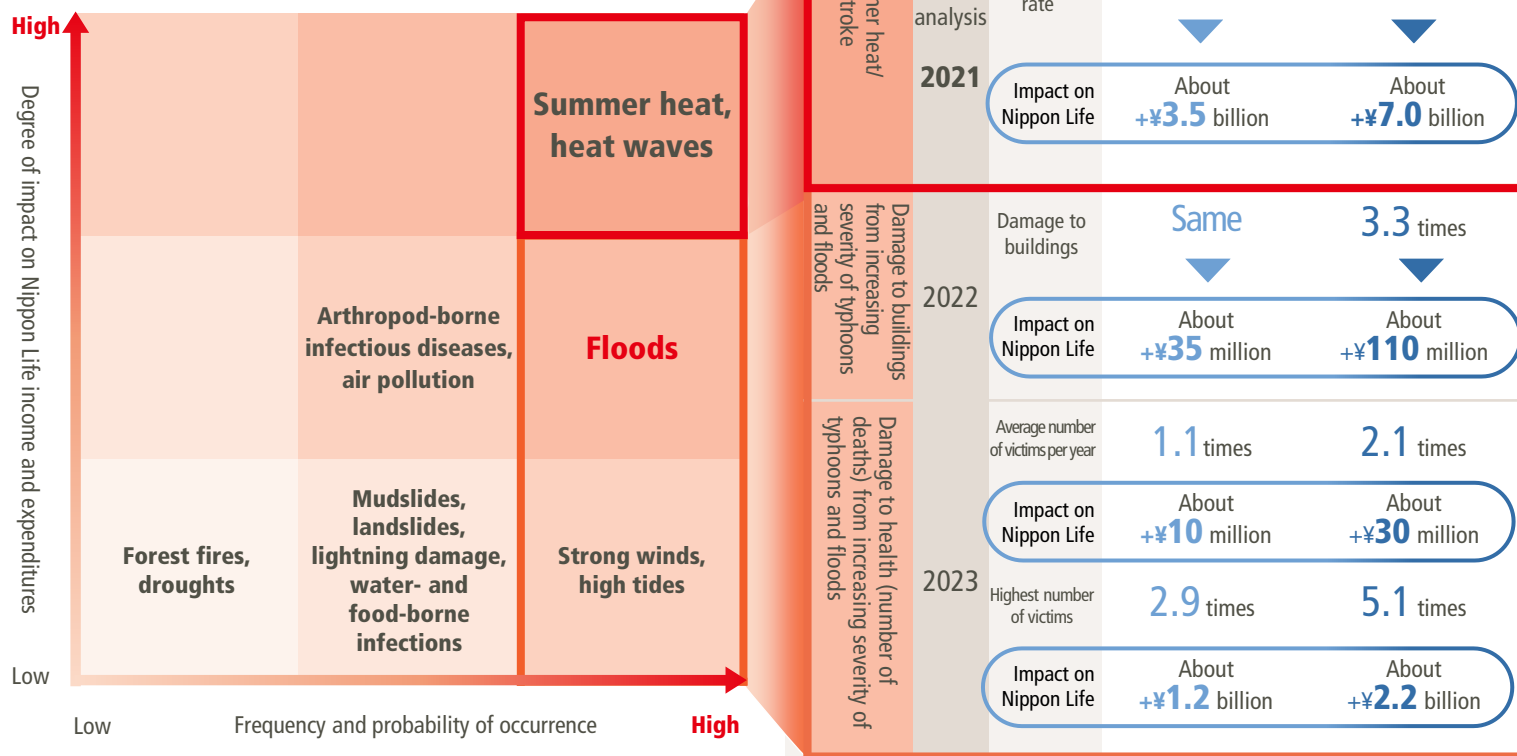 High
Degree of impact on Nippon Life income and expenditures
Low
Summer heat,
heat waves
Arthropod-borne
infectious diseases,
air pollution
Floods
Forest fires,
droughts
Mudslides,
landslides,
lightning damage,
water- and
food-borne
infections
Strong winds,
high tides
Low
Frequency and probability of occurrence
High
heat/
analysis
2021
rate
Impact on
Nippon Life
About
+¥3.5 billion
About
+¥7.0 billion
Damage to buildings
from increasing
severity of typhoons
and floods
2022
Damage to
buildings
Same
3.3 times
Impact on
Nippon Life
About
+¥35 million
About
+¥110 million
Damage to health (number of
deaths) from increasing severity of
typhoons and floods
2023
Average number
of victims per year
1.1 times
2.1 times
Impact on
Nippon Life
About
+¥10 million
About
+¥30 million
Highest number
of victims
2.9 times
5.1 times
Impact on
Nippon Life
About
+¥1.2 billion
About
+¥2.2 billion